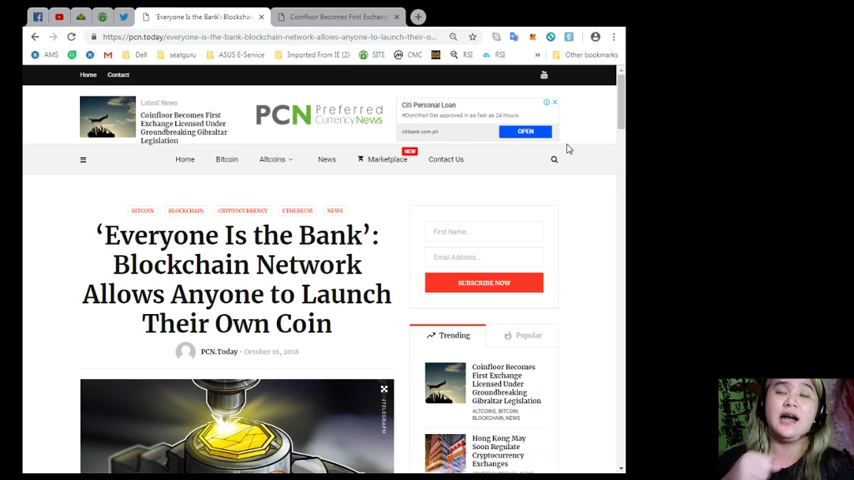 'Everyone Is the Bank': Blockchai
Coinfloor Becomes First Exchang
https://pcn.today/everyone-is-the-bank-blockchain-network-allows-anyone-to-launch-their-o...
AMS
Dell
seatguru
ASUS E-Service
Imported From IE (2)
SITE
CMC
RSI
RSI
»
Other bookmarks
Home
Contact
Latest News
Coinfloor Becomes First
Exchange Licensed Under
Groundbreaking Gibraltar
Legislation
PCN Preferred
Currency News
Citi Personal Loan
#DontWait Get approved in as fast as 24 Hours.
citibank.com.ph
OPEN
Home
Bitcoin
Altcoins
News
Marketplace
NEW
Contact Us
BITCOIN
BLOCKCHAIN
CRYPTOCURRENCY
ETHEREUM
NEWS
‘Everyone Is the Bank’:
Blockchain Network
Allows Anyone to Launch
Their Own Coin
PCN.Today - October 16, 2018
First Name...
Email Address...
SUBSCRIBE NOW
Trending
Popular
Coinfloor Becomes
First Exchange
Licensed Under
Groundbreaking
Gibraltar Legislation
ALTCOINS, BITCOIN,
BLOCKCHAIN, NEWS
Hong Kong May
Soon Regulate
Cryptocurrency
Exchanges